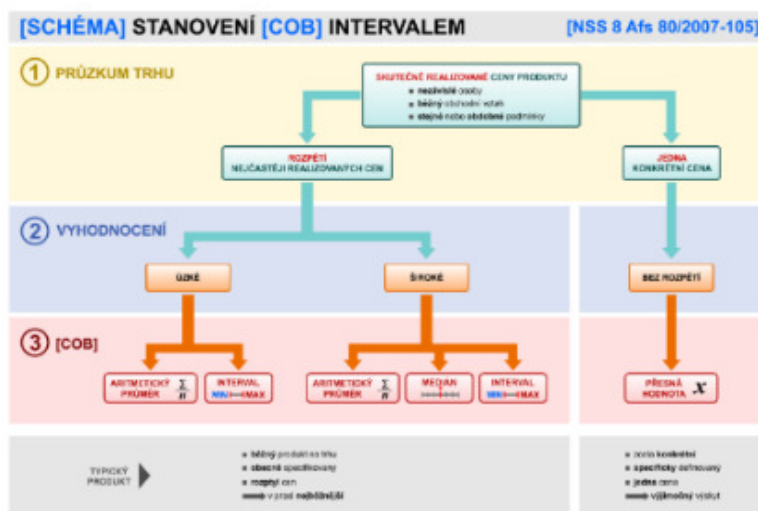 [SCHÉMA] STANOVENÍ [COB] INTERVALEM
[NSS 8 Afs 80/2007-105]
1 PRŮZKUM TRHU
SKUTEČNĚ REALIZOVANÉ CENY PRODUKTU
nezávislé osoby
běžný obchodní vztah
stejné nebo obdobné podmínky
ROZPĚTÍ
NEJČASTĚJI REALIZOVANÝCH CEN
JEDNA
KONKRÉTNÍ CENA
2 VYHODNOCENÍ
ÚZKÉ
ŠIROKÉ
BEZ ROZPĚTÍ
3 [COB]
ARITMETICKÝ
PRŮMĚR Σ/n
INTERVAL
MIN MAX
ARITMETICKÝ
PRŮMĚR Σ/n
MEDIAN
INTERVAL
MIN MAX
PŘESNÁ
HODNOTA x
TYPICKÝ
PRODUKT
běžný produkt na trhu
obecně specifikovaný
rozptyl cen
v praxi nejběžnější
zcela konkrétní
specificky definovaný
jedna cena
výjimečný výskyt